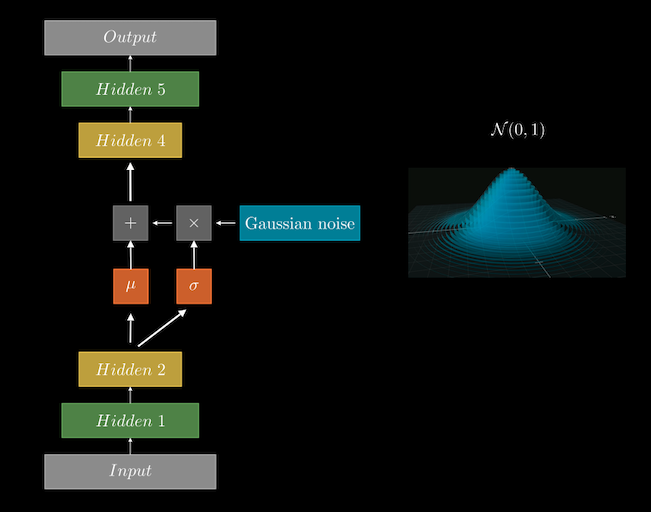 Output
Hidden 5
Hidden 4
𝒩(0, 1)
+
×
Gaussian noise
μ
σ
Hidden 2
Hidden 1
Input